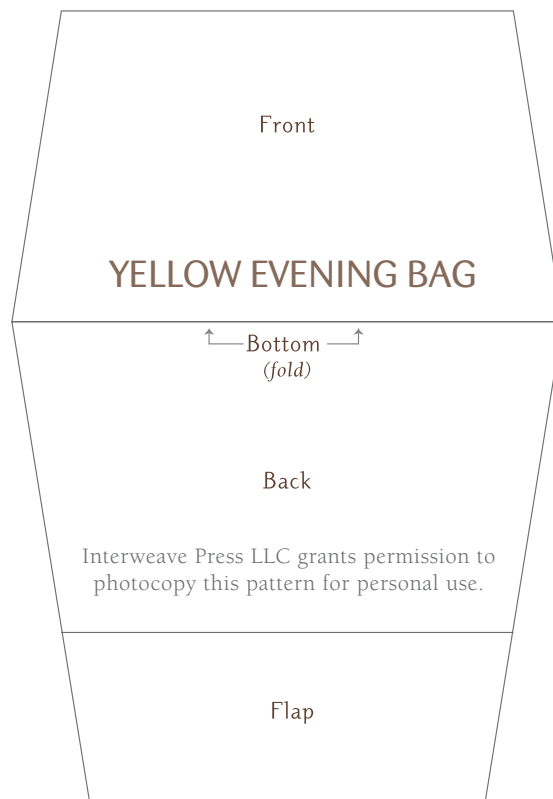 Front
YELLOW EVENING BAG
Bottom
(fold)
Back
Interweave Press LLC grants permission to
photocopy this pattern for personal use.
Flap